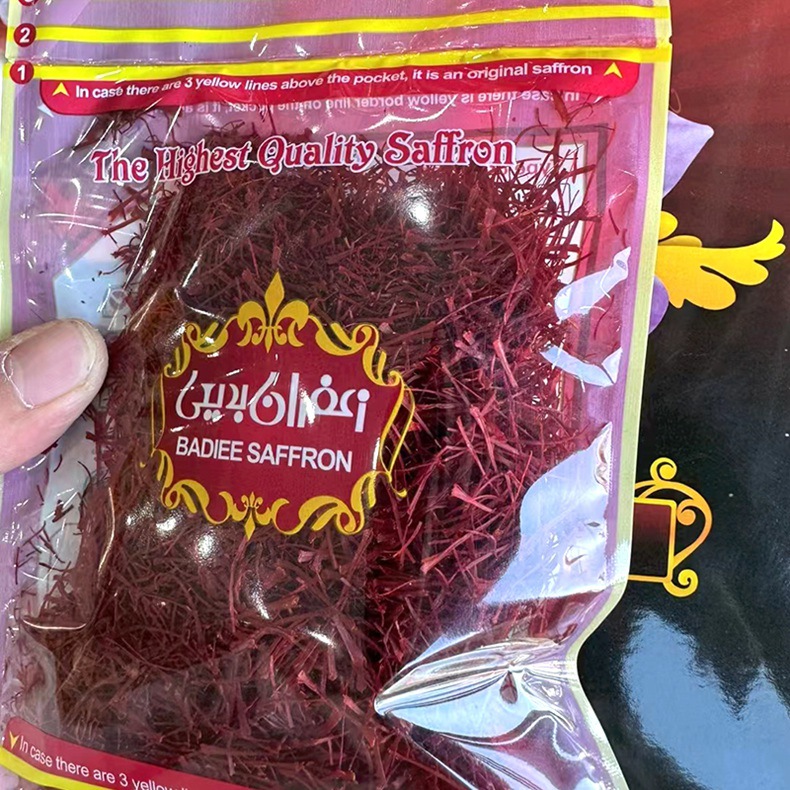 2
1
In case there are 3 yellow lines above the pocket, it is an original saffron
The Highest Quality Saffron
زعفران بدیعی
BADIEE SAFFRON
In case there are 3 yellow